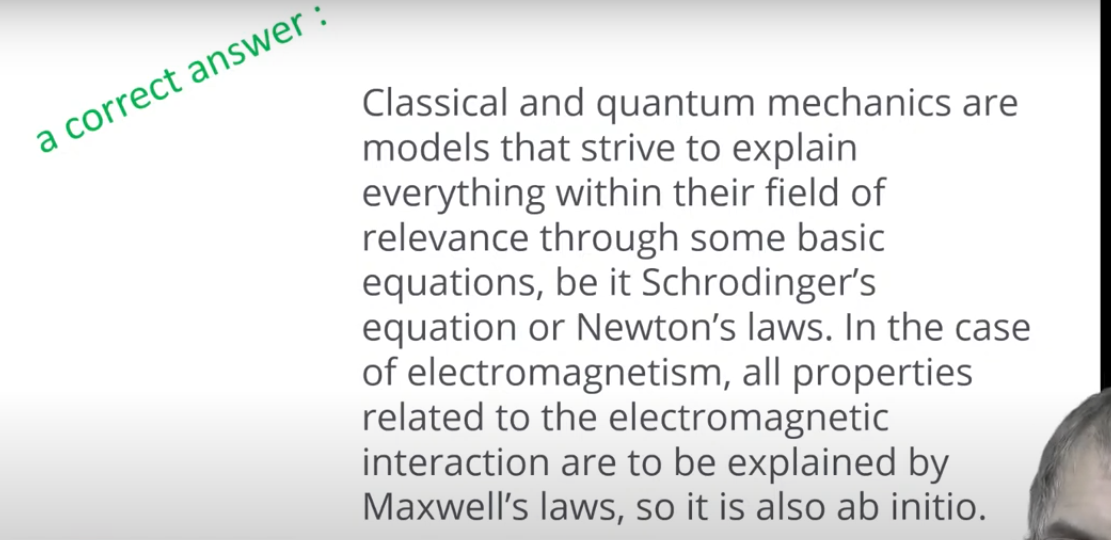 a correct answer :
Classical and quantum mechanics are
models that strive to explain
everything within their field of
relevance through some basic
equations, be it Schrodinger's
equation or Newton's laws. In the case
of electromagnetism, all properties
related to the electromagnetic
interaction are to be explained by
Maxwell's laws, so it is also ab initio.